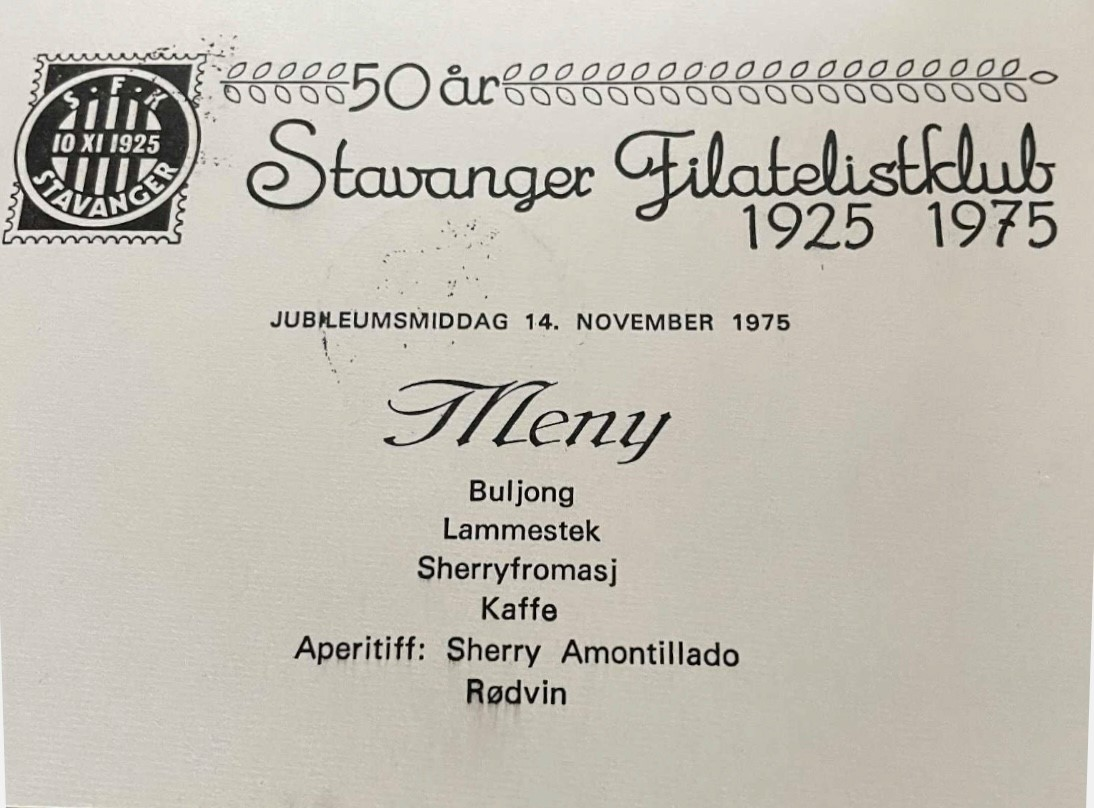 S·F·K
10 XI 1925
STAVANGER
50 år
Stavanger Filatelistklub
1925 1975
JUBILEUMSMIDDAG 14. NOVEMBER 1975
Meny
Buljong
Lammestek
Sherryfromasj
Kaffe
Aperitiff: Sherry Amontillado
Rødvin